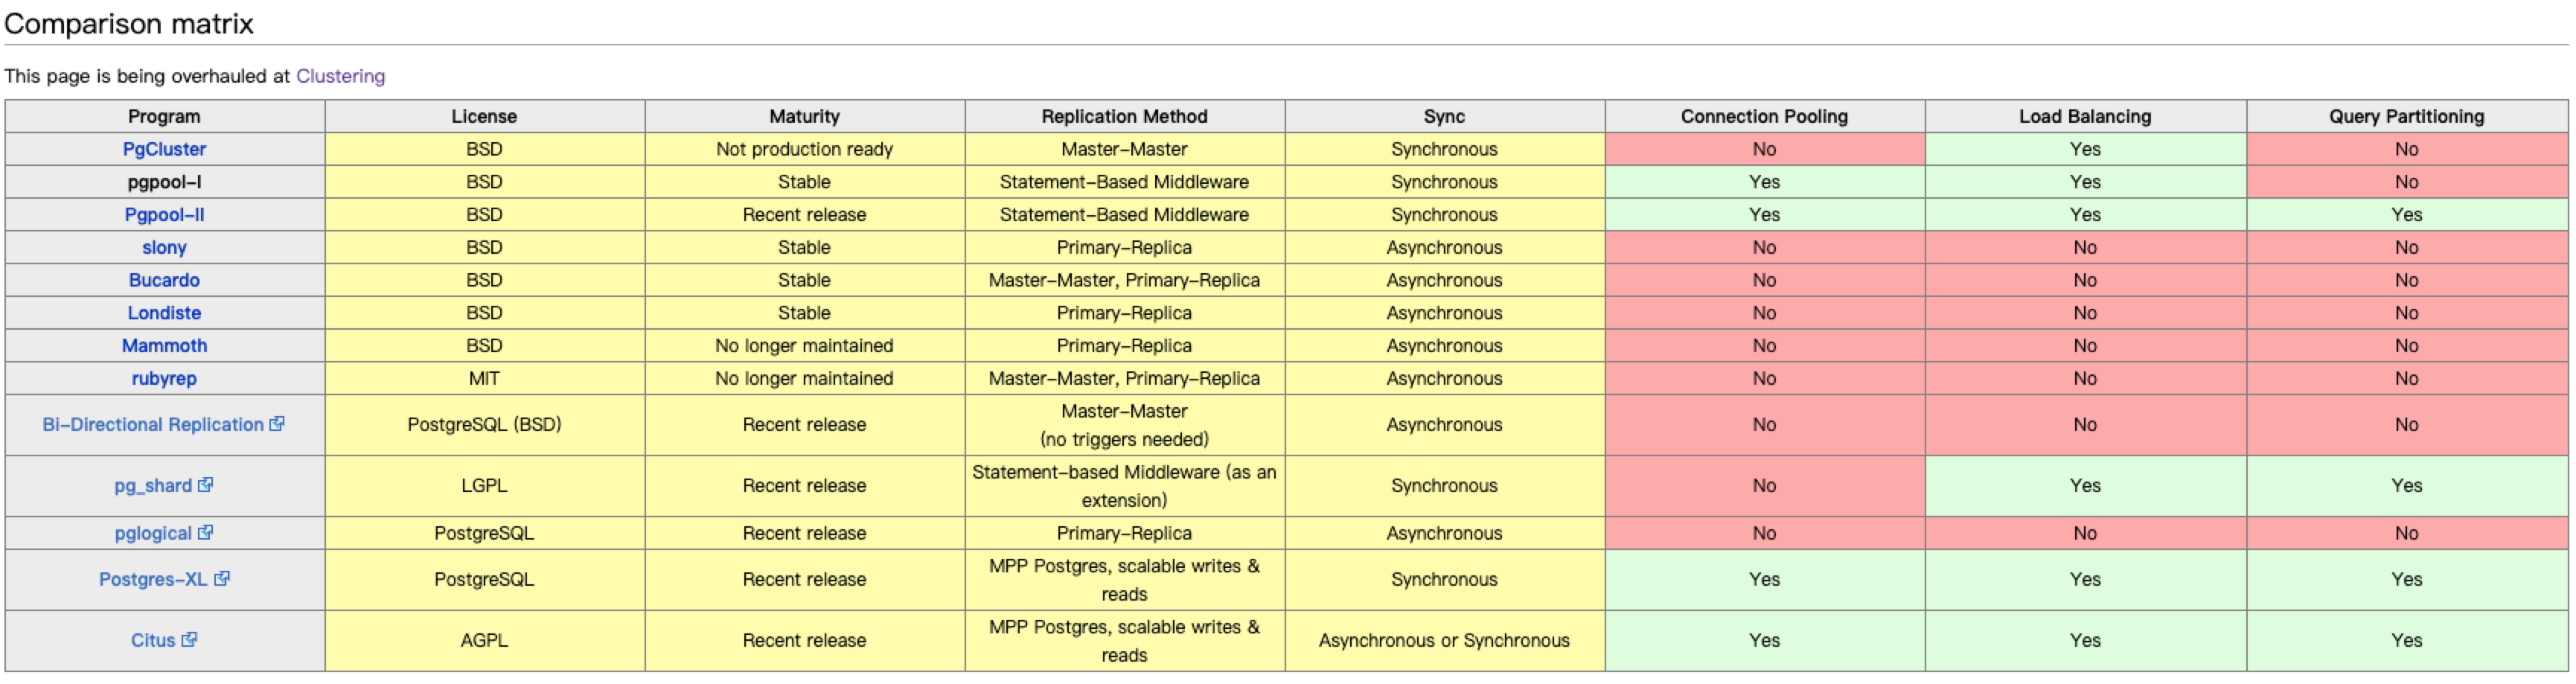 Comparison matrix
This page is being overhauled at Clustering
Program License Maturity Replication Method Sync Connection Pooling Load Balancing Query Partitioning
PgCluster BSD Not production ready Master–Master Synchronous No Yes No
pgpool–I BSD Stable Statement–Based Middleware Synchronous Yes Yes No
Pgpool–II BSD Recent release Statement–Based Middleware Synchronous Yes Yes Yes
slony BSD Stable Primary–Replica Asynchronous No No No
Bucardo BSD Stable Master–Master, Primary–Replica Asynchronous No No No
Londiste BSD Stable Primary–Replica Asynchronous No No No
Mammoth BSD No longer maintained Primary–Replica Asynchronous No No No
rubyrep MIT No longer maintained Master–Master, Primary–Replica Asynchronous No No No
Bi–Directional Replication PostgreSQL (BSD) Recent release Master–Master
(no triggers needed) Asynchronous No No No
pg_shard LGPL Recent release Statement–based Middleware (as an
extension) Synchronous No Yes Yes
pglogical PostgreSQL Recent release Primary–Replica Asynchronous No No No
Postgres–XL PostgreSQL Recent release MPP Postgres, scalable writes &
reads Synchronous Yes Yes Yes
Citus AGPL Recent release MPP Postgres, scalable writes &
reads Asynchronous or Synchronous Yes Yes Yes